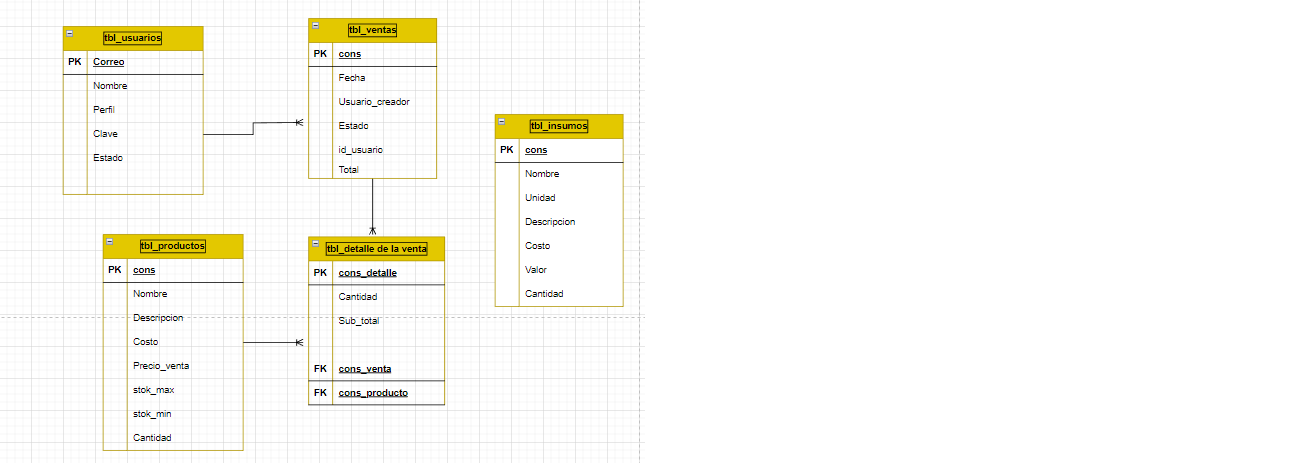 tbl_usuarios
PK Correo
Nombre
Perfil
Clave
Estado
tbl_ventas
PK cons
Fecha
Usuario_creador
Estado
id_usuario
Total
tbl_insumos
PK cons
Nombre
Unidad
Descripcion
Costo
Valor
Cantidad
tbl_productos
PK cons
Nombre
Descripcion
Costo
Precio_venta
stok_max
stok_min
Cantidad
tbl_detalle de la venta
PK cons_detalle
Cantidad
Sub_total
FK cons_venta
FK cons_producto